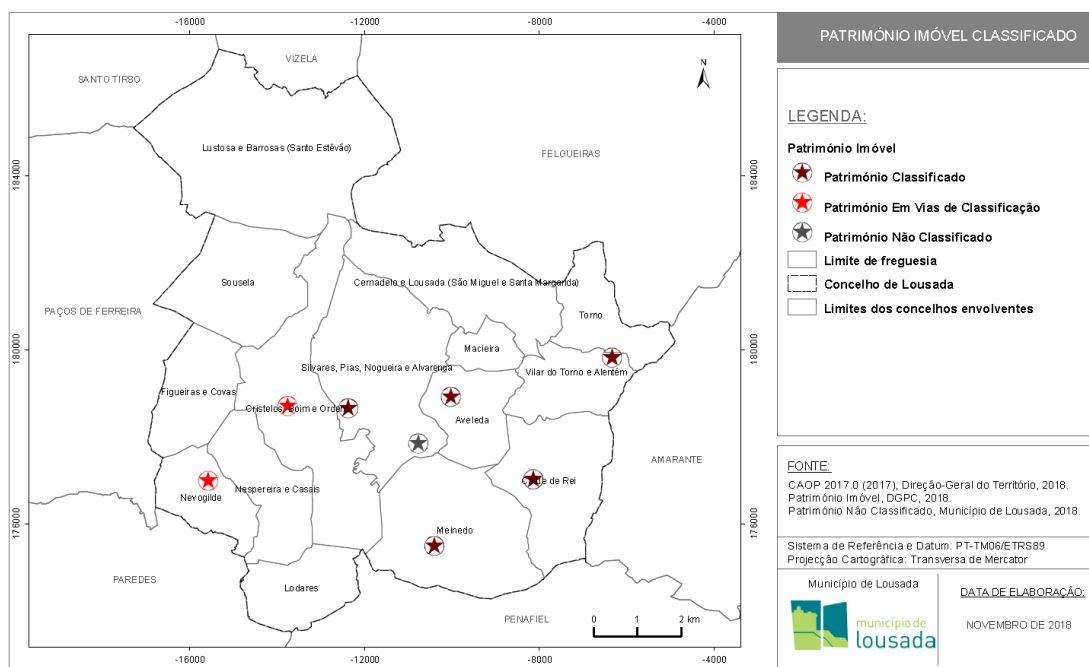 -16000
-12000
-8000
-4000
VIZELA
SANTO TIRSO
N
Lustosa e Barrosas (Santo Estêvão)
FELGUEIRAS
184000
184000
Sousela
Cernadelo e Lousada (São Miguel e Santa Margarida)
PAÇOS DE FERREIRA
Torno
180000
180000
Macieira
Silvares, Pias, Nogueira e Alvarenga
Vilar do Torno e Alentém
Figueiras e Covas
Cristelos, Boim e Ordem
Aveleda
AMARANTE
Caíde de Rei
Nespereira e Casais
Nevogilde
176000
176000
Meinedo
PAREDES
Lodares
PENAFIEL
0 1 2 km
-16000
-12000
-8000
-4000
PATRIMÓNIO IMÓVEL CLASSIFICADO
LEGENDA:
Património Imóvel
Património Classificado
Património Em Vias de Classificação
Património Não Classificado
Limite de freguesia
Concelho de Lousada
Limites dos concelhos envolventes
FONTE:
CAOP 2017.0 (2017), Direção-Geral do Território, 2018.
Património Imóvel, DGPC, 2018.
Património Não Classificado, Município de Lousada, 2018.
Sistema de Referência e Datum: PT-TM06/ETRS89
Projecção Cartográfica: Transversa de Mercator
Município de Lousada
município de
lousada
DATA DE ELABORAÇÃO:
NOVEMBRO DE 2018